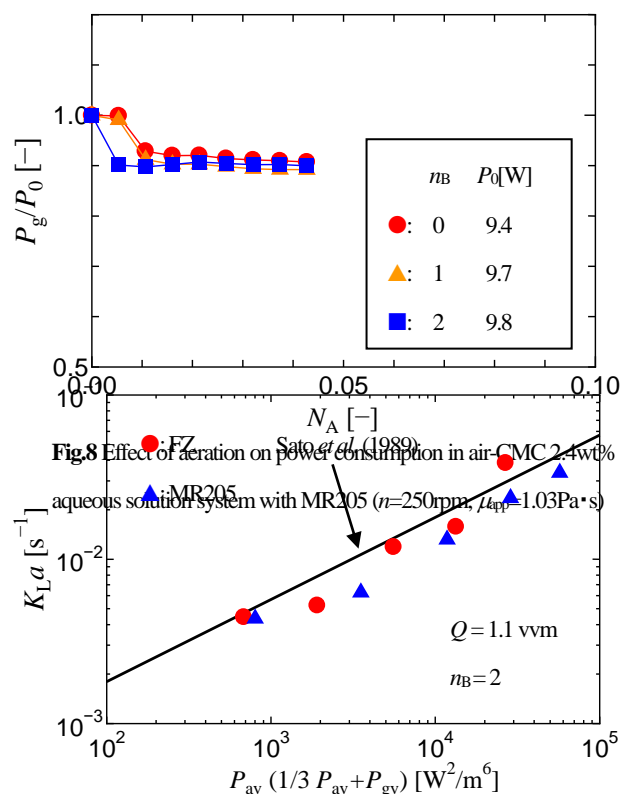 1.0
P_g/P_0 [−]
n_B P_0[W]
: 0 9.4
: 1 9.7
: 2 9.8
0.5
0.00 0.05 0.10
N_A [−]
10^{-1}
: FZ
Sato et al. (1989)
Fig.8 Effect of aeration on power consumption in air-CMC 2.4wt%
aqueous solution system with MR205 (n=250rpm, μ_app=1.03Pa·s)
: MR205
K_L a [s^{-1}]
10^{-2}
Q = 1.1 vvm
n_B = 2
10^{-3}
10^2 10^3 10^4 10^5
P_av (1/3 P_av+P_gv) [W^2/m^6]